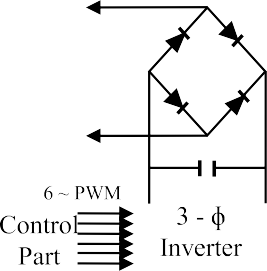 6 ~ PWM
Control
Part
3 - ϕ
Inverter